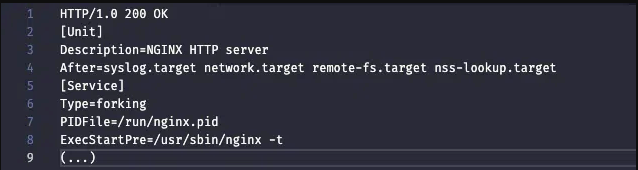 1 HTTP/1.0 200 OK
2 [Unit]
3 Description=NGINX HTTP server
4 After=syslog.target network.target remote-fs.target nss-lookup.target
5 [Service]
6 Type=forking
7 PIDFile=/run/nginx.pid
8 ExecStartPre=/usr/sbin/nginx -t
9 (...)